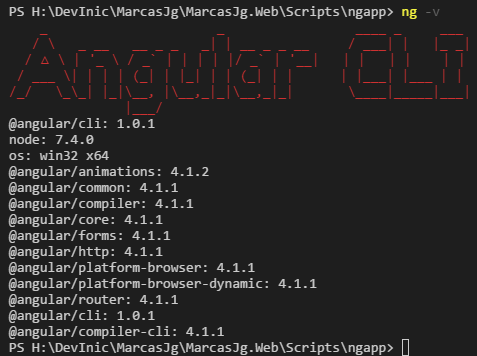 PS H:\DevInic\MarcasJg\MarcasJg.Web\Scripts\ngapp> ng -v
Angular CLI
@angular/cli: 1.0.1
node: 7.4.0
os: win32 x64
@angular/animations: 4.1.2
@angular/common: 4.1.1
@angular/compiler: 4.1.1
@angular/core: 4.1.1
@angular/forms: 4.1.1
@angular/http: 4.1.1
@angular/platform-browser: 4.1.1
@angular/platform-browser-dynamic: 4.1.1
@angular/router: 4.1.1
@angular/cli: 1.0.1
@angular/compiler-cli: 4.1.1
PS H:\DevInic\MarcasJg\MarcasJg.Web\Scripts\ngapp>